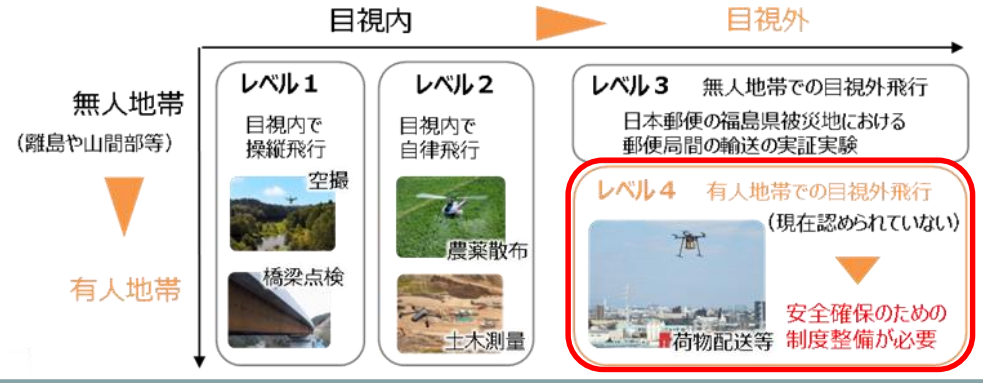 目視内
目視外
無人地帯
(離島や山間部等)
有人地帯
レベル1
目視内で
操縦飛行
空撮
橋梁点検
レベル2
目視内で
自律飛行
農薬散布
土木測量
レベル3 無人地帯での目視外飛行
日本郵便の福島県被災地における
郵便局間の輸送の実証実験
レベル4 有人地帯での目視外飛行
(現在認められていない)
荷物配送等
安全確保のための
制度整備が必要